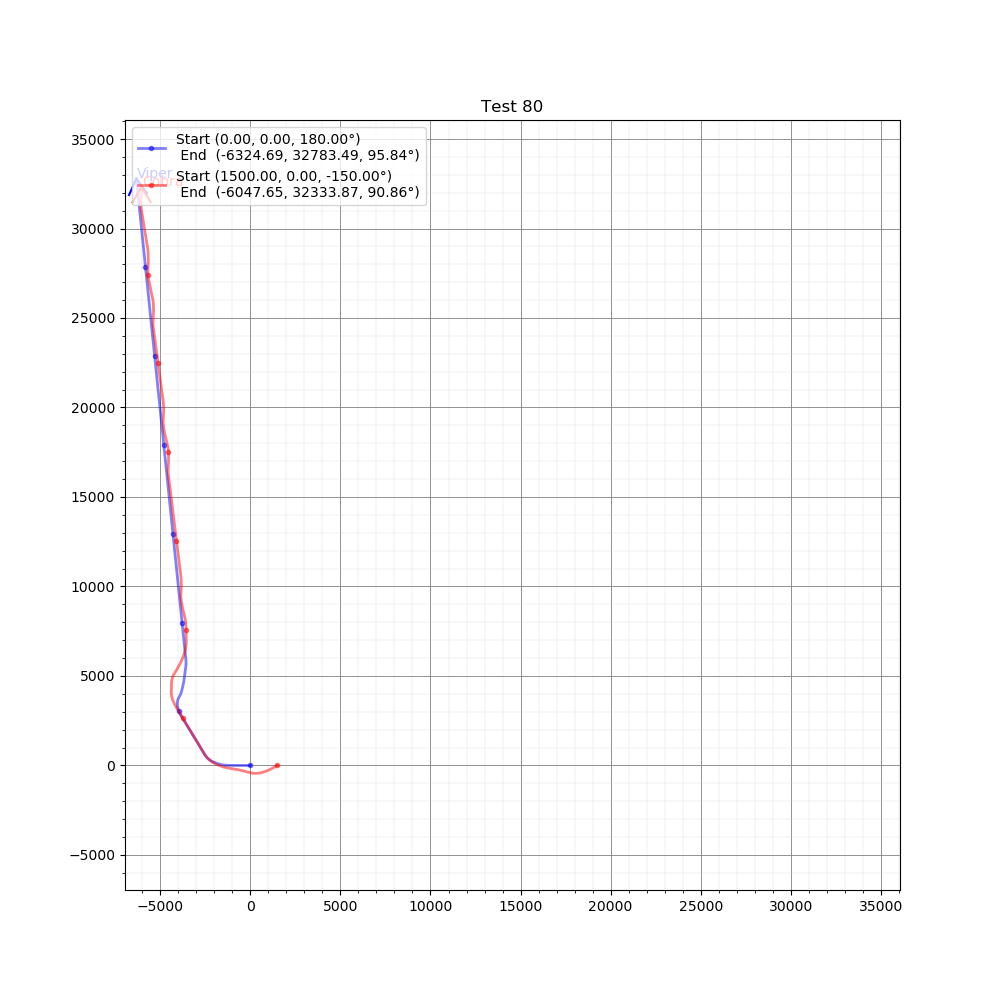 Test 80
Start (0.00, 0.00, 180.00°)
End (-6324.69, 32783.49, 95.84°)
Start (1500.00, 0.00, -150.00°)
End (-6047.65, 32333.87, 90.86°)
Viper
Cobra
35000
30000
25000
20000
15000
10000
5000
0
−5000
−5000 0 5000 10000 15000 20000 25000 30000 35000